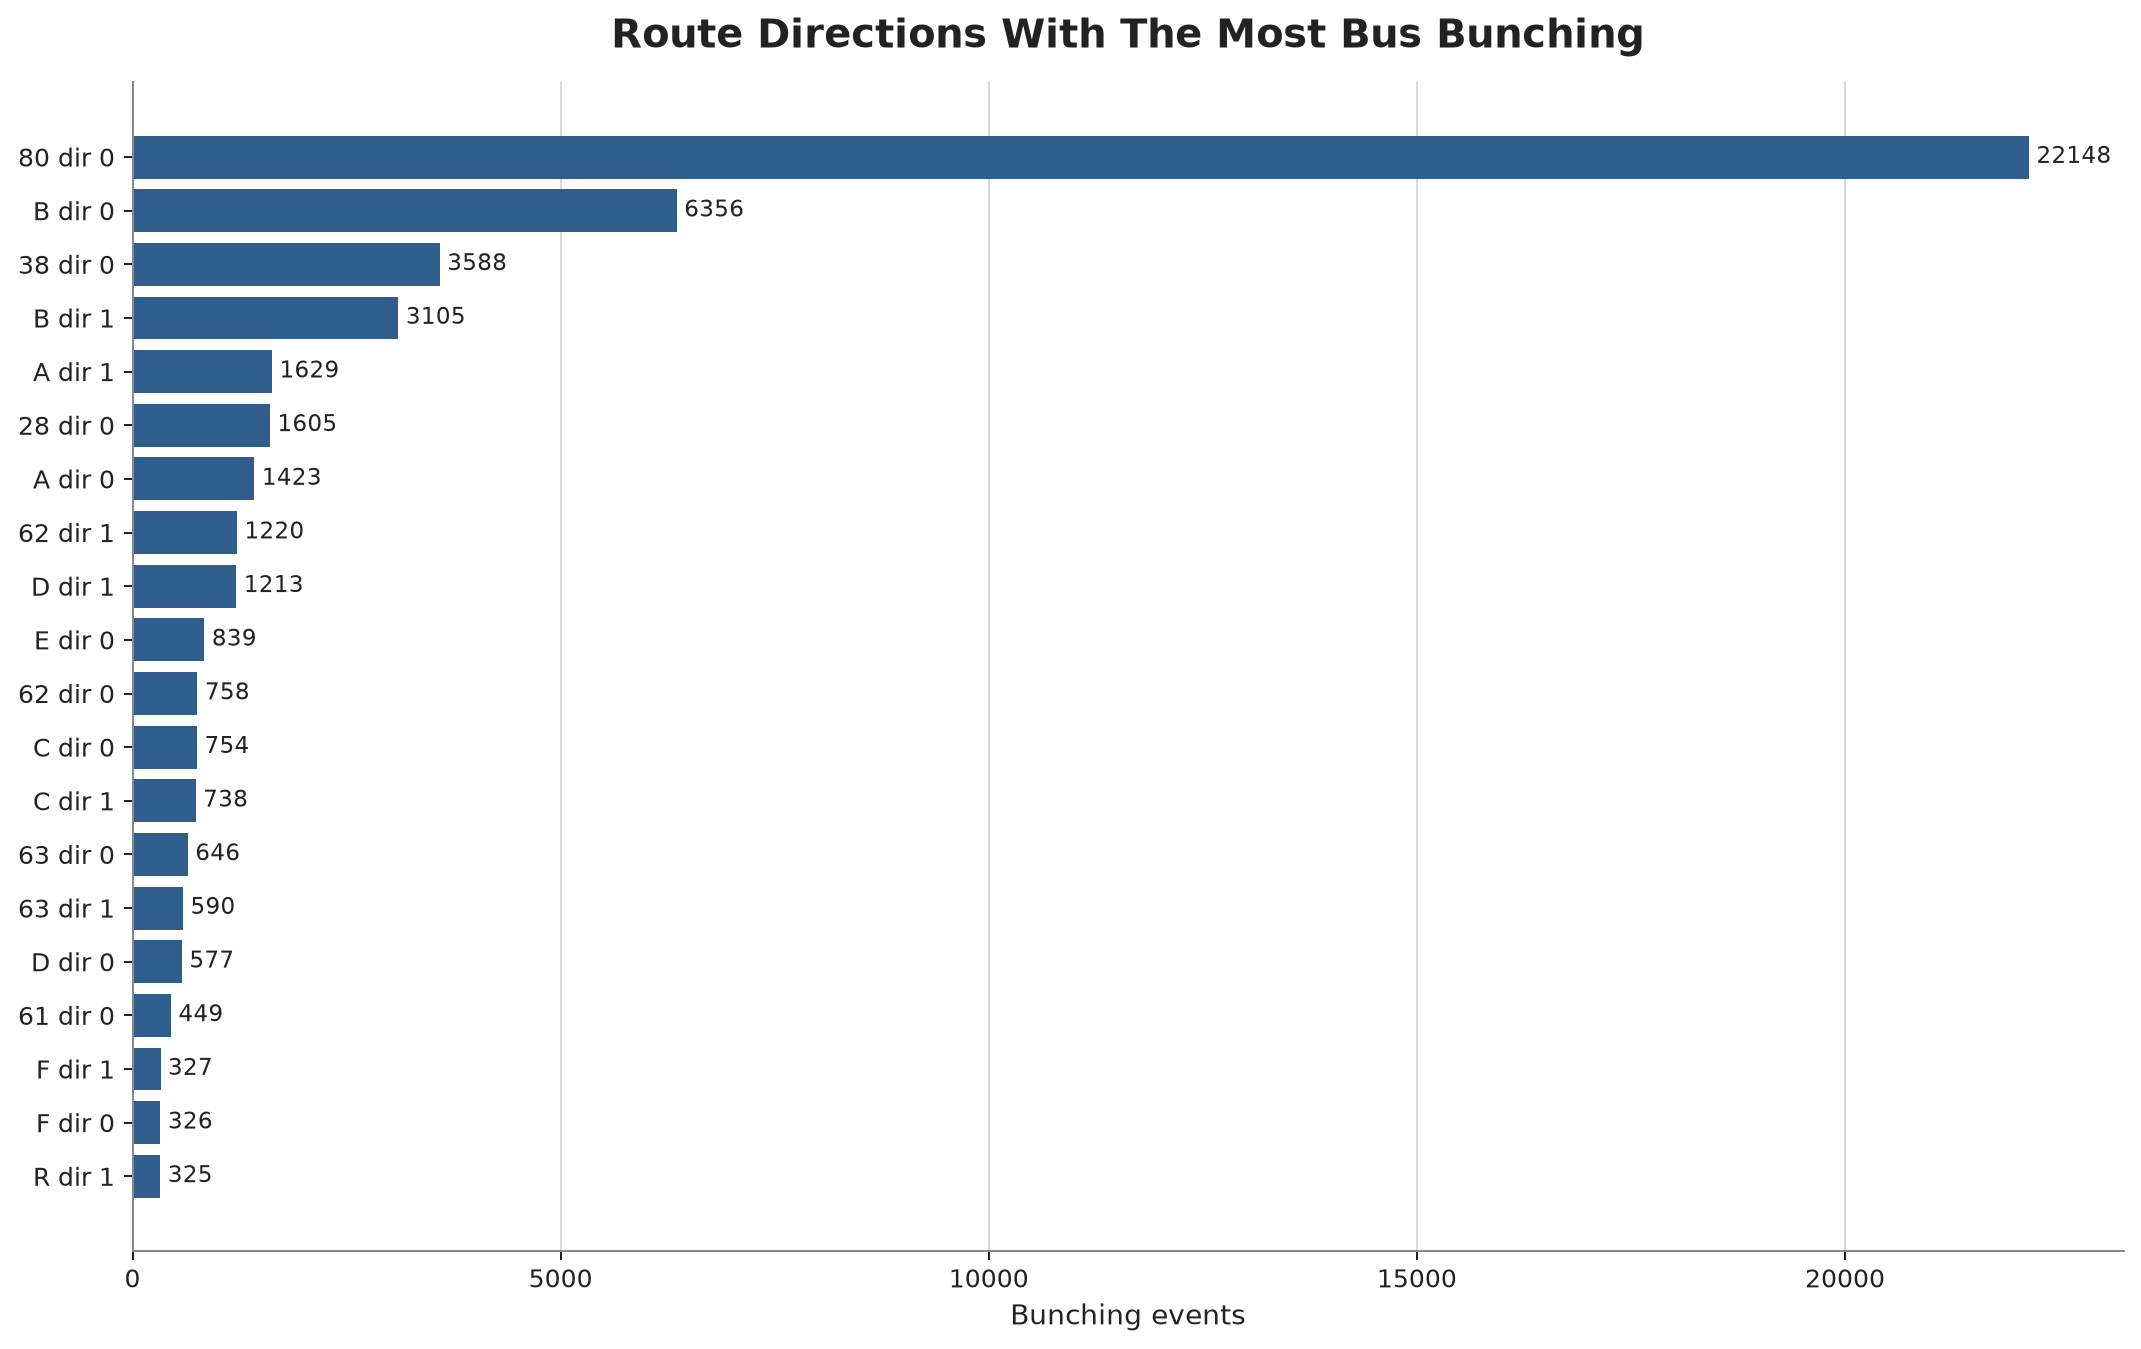 Route Directions With The Most Bus Bunching
80 dir 0 22148
B dir 0 6356
38 dir 0 3588
B dir 1 3105
A dir 1 1629
28 dir 0 1605
A dir 0 1423
62 dir 1 1220
D dir 1 1213
E dir 0 839
62 dir 0 758
C dir 0 754
C dir 1 738
63 dir 0 646
63 dir 1 590
D dir 0 577
61 dir 0 449
F dir 1 327
F dir 0 326
R dir 1 325
0 5000 10000 15000 20000
Bunching events